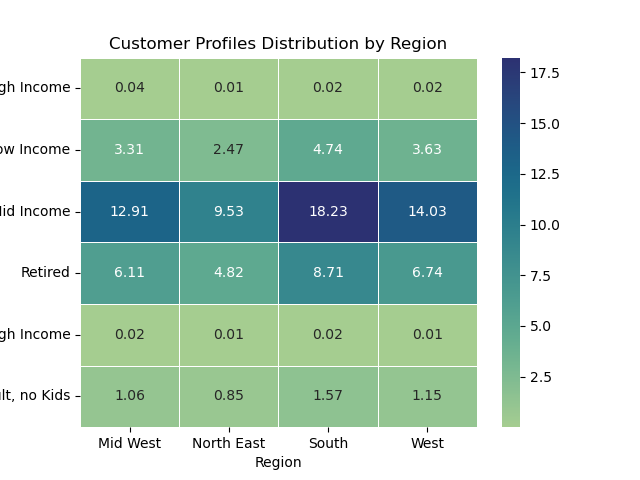 Customer Profiles Distribution by Region
gh Income 0.04 0.01 0.02 0.02
ow Income 3.31 2.47 4.74 3.63
Mid Income 12.91 9.53 18.23 14.03
Retired 6.11 4.82 8.71 6.74
gh Income 0.02 0.01 0.02 0.01
ult, no Kids 1.06 0.85 1.57 1.15
Mid West North East South West
Region
17.5
15.0
12.5
10.0
7.5
5.0
2.5